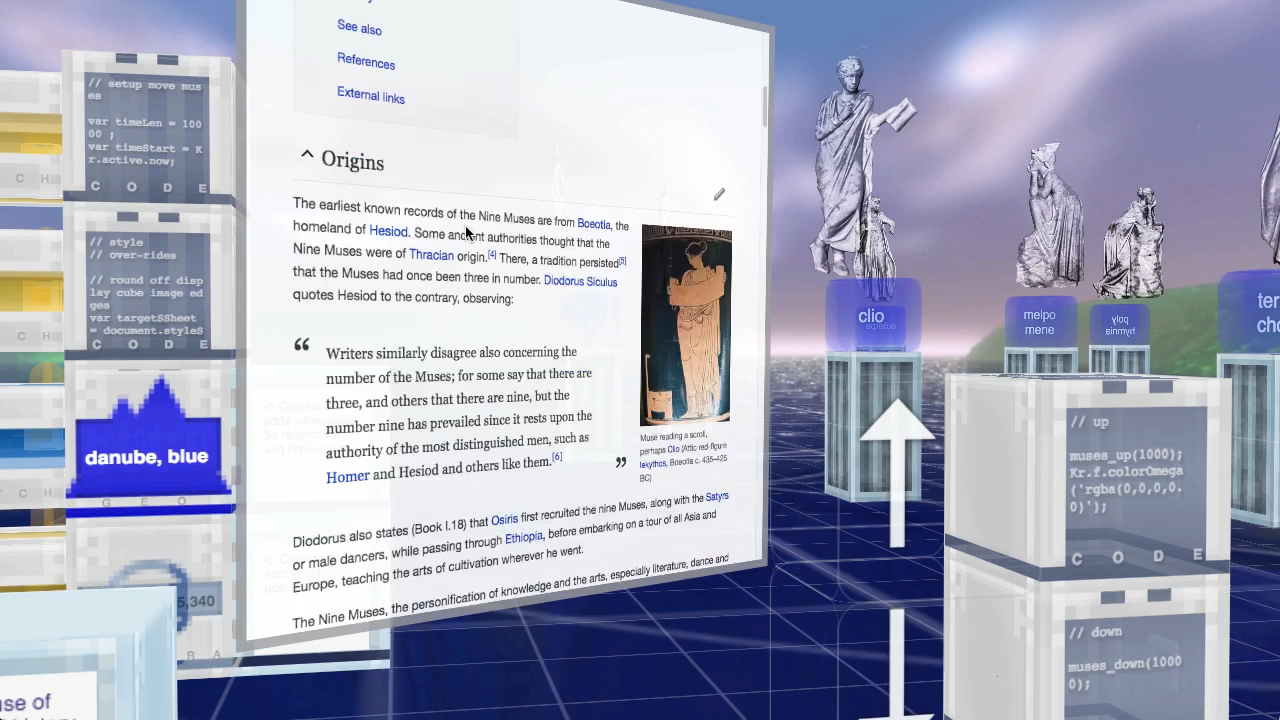 See also
References
External links
Origins
The earliest known records of the Nine Muses are from Boeotia, the
homeland of Hesiod. Some ancient authorities thought that the
Nine Muses were of Thracian origin.[4] There, a tradition persisted[5]
that the Muses had once been three in number. Diodorus Siculus
quotes Hesiod to the contrary, observing:
“ Writers similarly disagree also concerning the
number of the Muses; for some say that there are
three, and others that there are nine, but the
number nine has prevailed since it rests upon the
authority of the most distinguished men, such as
Homer and Hesiod and others like them.[6] ”
Muse reading a scroll,
perhaps Clio (Attic red-figure
lekythos, Boeotia c. 435–425
BC)
Diodorus also states (Book I.18) that Osiris first recruited the nine Muses, along with the Satyrs
or male dancers, while passing through Ethiopia, before embarking on a tour of all Asia and
Europe, teaching the arts of cultivation wherever he went.
The Nine Muses, the personification of knowledge and the arts, especially literature, dance and
// setup move mus
es
var timeLen = 100
00 ;
var timeStart = K
r.active.now;
C O D E
// style
// over-rides
// round off disp
lay cube image ed
ges
var targetSSheet
= document.styleS
C O D E
danube, blue
G E O
5,340
R A
C H
C H
C H
use of
clio
melpo
mene
poly
hymnia
ter
cho
// up
muses_up(1000);
Kr.f.colorOmega
('rgba(0,0,0,0.
0)');
C O D E
// down
muses_down(1000
0);